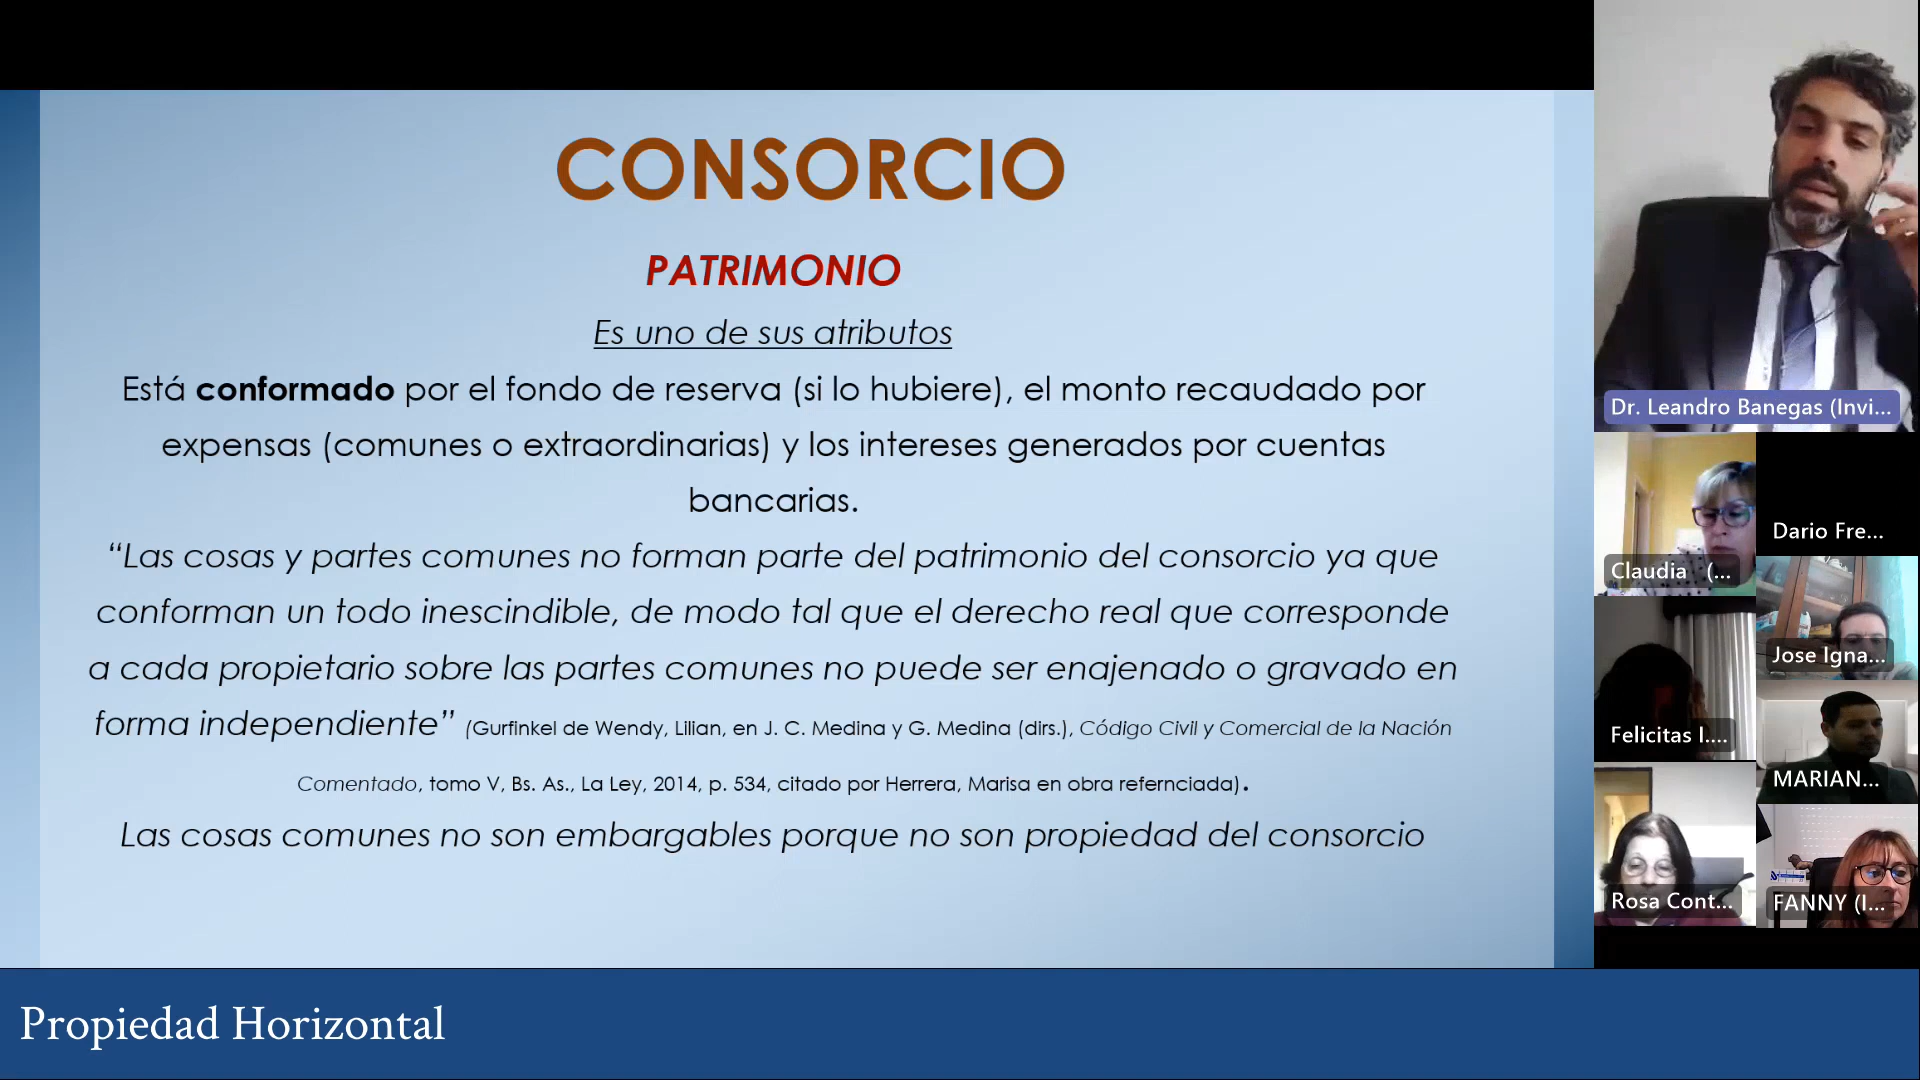 CONSORCIO
PATRIMONIO
Es uno de sus atributos
Está conformado por el fondo de reserva (si lo hubiere), el monto recaudado por
expensas (comunes o extraordinarias) y los intereses generados por cuentas
bancarias.
“Las cosas y partes comunes no forman parte del patrimonio del consorcio ya que
conforman un todo inescindible, de modo tal que el derecho real que corresponde
a cada propietario sobre las partes comunes no puede ser enajenado o gravado en
forma independiente” (Gurfinkel de Wendy, Lilian, en J. C. Medina y G. Medina (dirs.), Código Civil y Comercial de la Nación
Comentado, tomo V, Bs. As., La Ley, 2014, p. 534, citado por Herrera, Marisa en obra refernciada).
Las cosas comunes no son embargables porque no son propiedad del consorcio
Dr. Leandro Banegas (Invi...
Claudia (...
Dario Fre...
Jose Igna...
Felicitas I....
MARIAN...
Rosa Cont...
FANNY (I...
Propiedad Horizontal